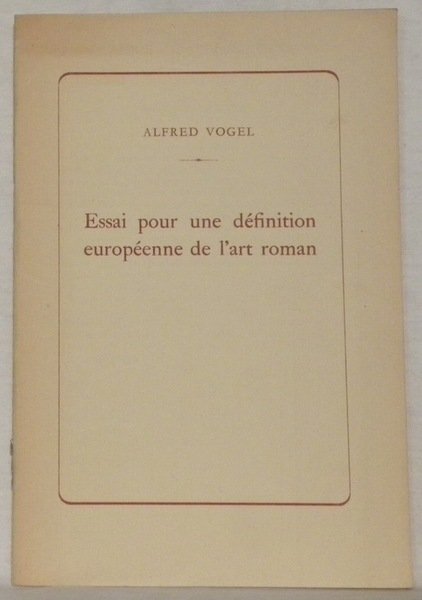 ALFRED VOGEL
Essai pour une définition
européenne de l'art roman